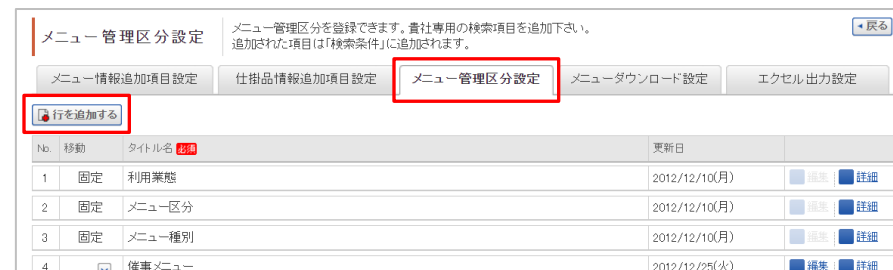 メニュー管理区分設定
メニュー管理区分を登録できます。貴社専用の検索項目を追加下さい。
追加された項目は「検索条件」に追加されます。
戻る
メニュー情報追加項目設定 仕掛品情報追加項目設定 メニュー管理区分設定 メニューダウンロード設定 エクセル出力設定
行を追加する
No. 移動 タイトル名 必須 更新日
1 固定 利用業態 2012/12/10(月) 編集 | 詳細
2 固定 メニュー区分 2012/12/10(月) 編集 | 詳細
3 固定 メニュー種別 2012/12/10(月) 編集 | 詳細
4 催事メニュー 2012/12/25(火) 編集 | 詳細